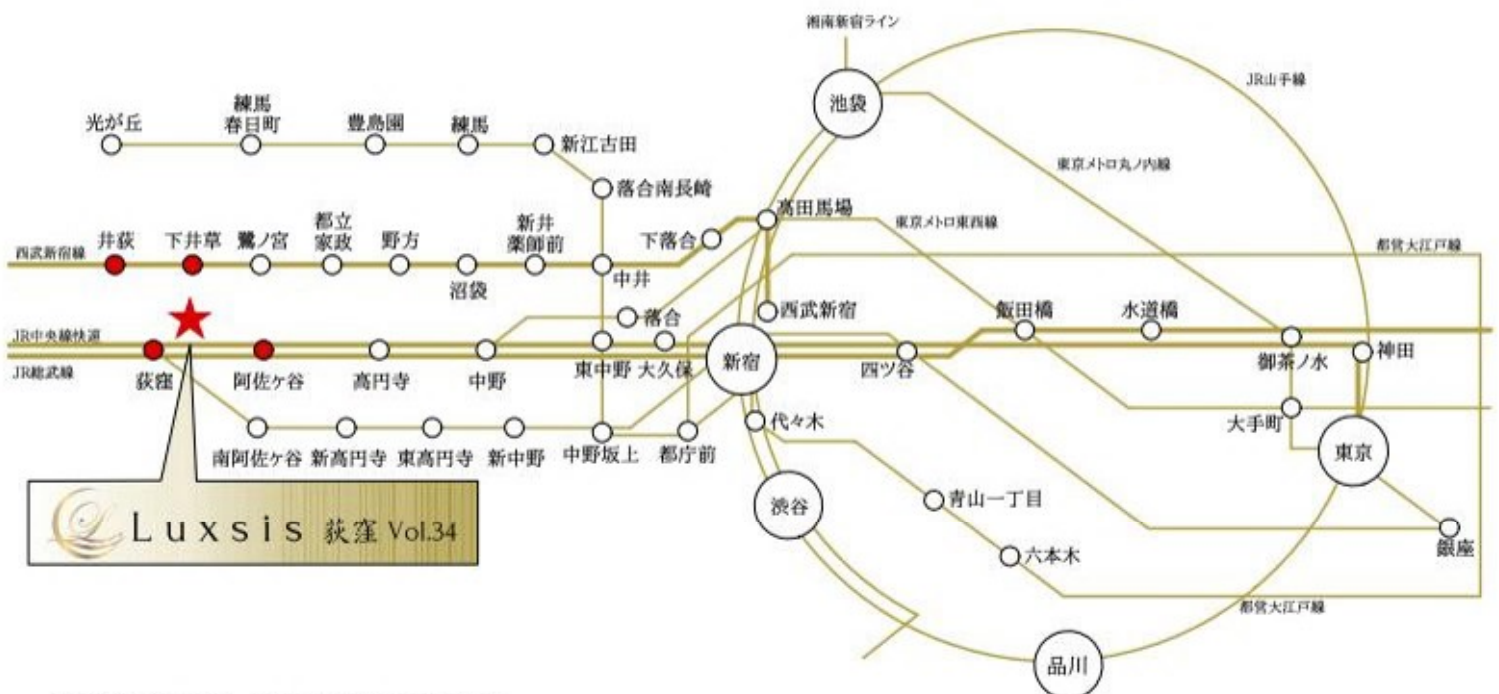 湘南新宿ライン
池袋
JR山手線
光が丘
練馬
春日町
豊島園
練馬
新江古田
東京メトロ丸ノ内線
落合南長崎
高田馬場
東京メトロ東西線
西武新宿線
井荻
下井草
鷺ノ宮
都立
家政
野方
沼袋
新井
薬師前
中井
下落合
都営大江戸線
西武新宿
落合
飯田橋
水道橋
JR中央線快速
JR総武線
荻窪
阿佐ケ谷
高円寺
中野
東中野
大久保
新宿
四ツ谷
御茶ノ水
神田
代々木
大手町
東京
南阿佐ケ谷
新高円寺
東高円寺
新中野
中野坂上
都庁前
渋谷
青山一丁目
Luxsis 荻窪 Vol.34
六本木
銀座
都営大江戸線
品川